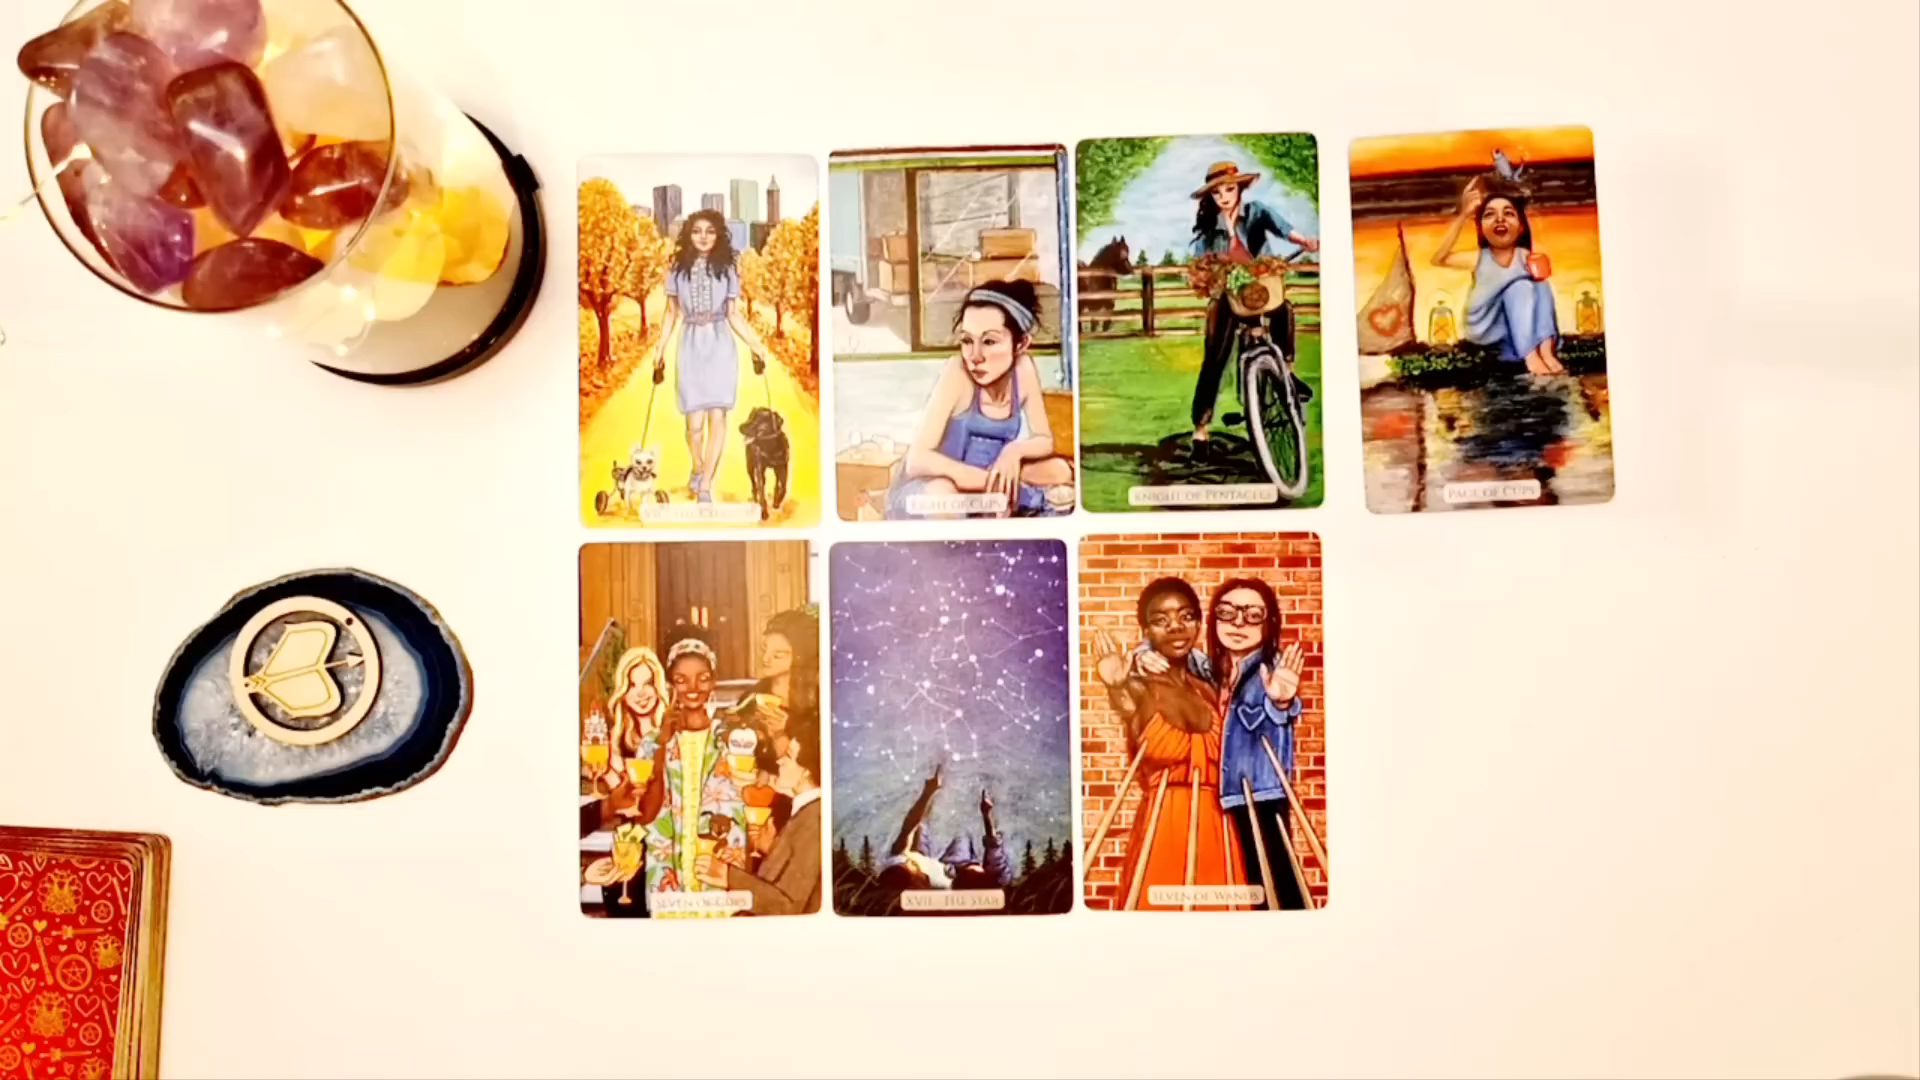 VII · THE CHARIOT
EIGHT OF CUPS
KNIGHT OF PENTACLES
PAGE OF CUPS
SEVEN OF CUPS
XVII · THE STAR
SEVEN OF WANDS